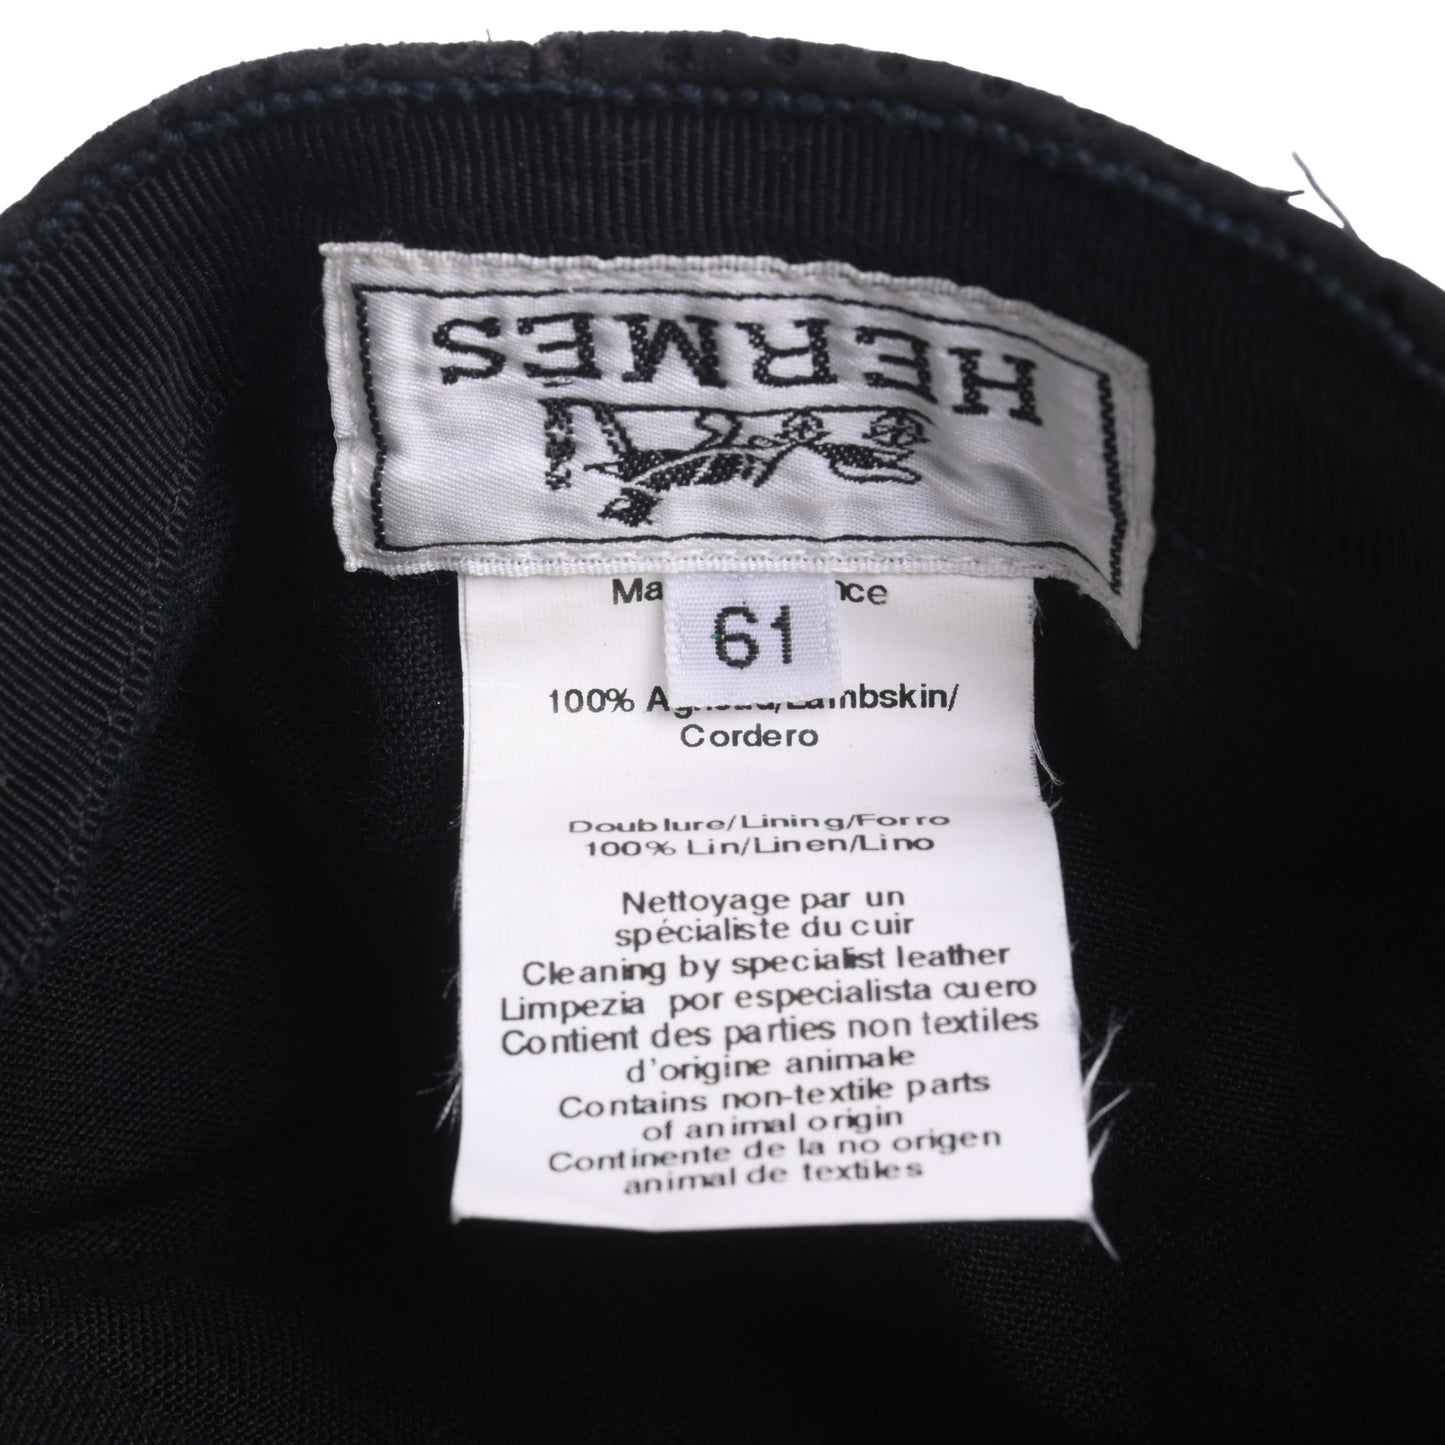 HERMES
61
100%
Lambskin/
Cordero
Doublure/Lining/Forro
100% Lin/Linen/Lino
Nettoyage par un
spécialiste du cuir
Cleaning by specialist leather
Limpezia por especialista cuero
Contient des parties non textiles
d'origine animale
Contains non-textile parts
of animal origin
Continente de la no origen
animal de textiles